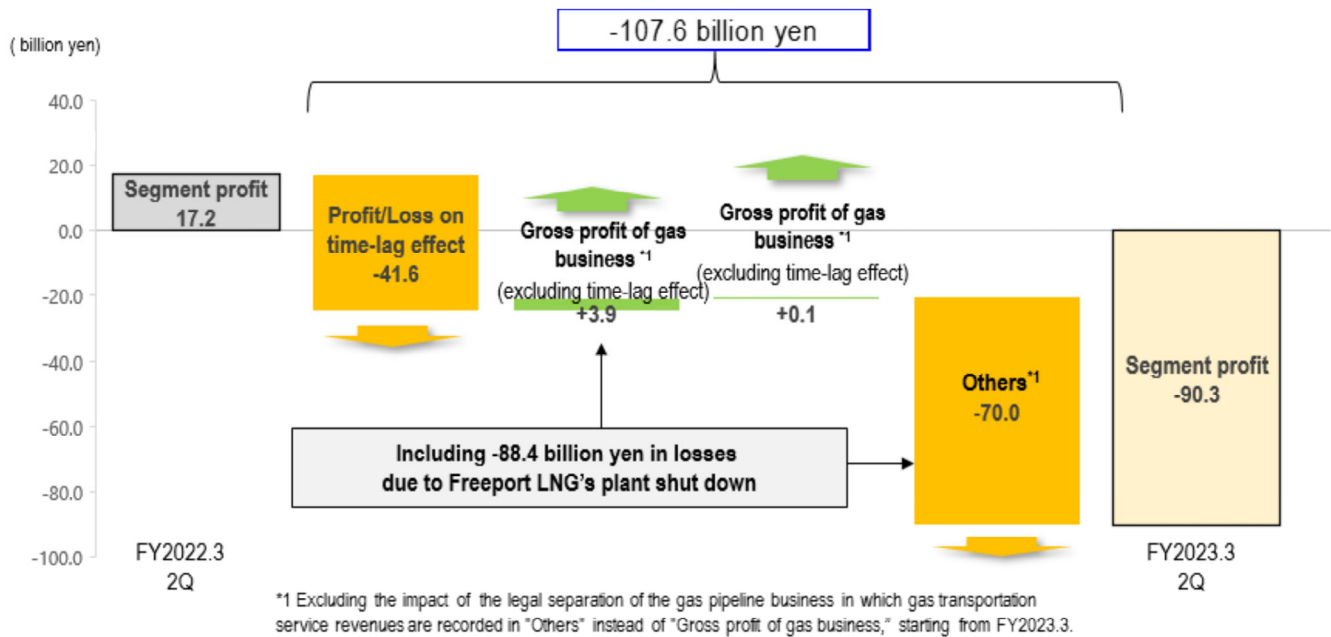 -107.6 billion yen
( billion yen)
40.0
20.0
0.0
-20.0
-40.0
-60.0
-80.0
-100.0
Segment profit
17.2
Profit/Loss on
time-lag effect
-41.6
Gross profit of gas
business *1
(excluding time-lag effect)
+3.9
Gross profit of gas
business *1
(excluding time-lag effect)
+0.1
Others*1
-70.0
Segment profit
-90.3
Including -88.4 billion yen in losses
due to Freeport LNG's plant shut down
FY2022.3
2Q
FY2023.3
2Q
*1 Excluding the impact of the legal separation of the gas pipeline business in which gas transportation
service revenues are recorded in "Others" instead of "Gross profit of gas business," starting from FY2023.3.